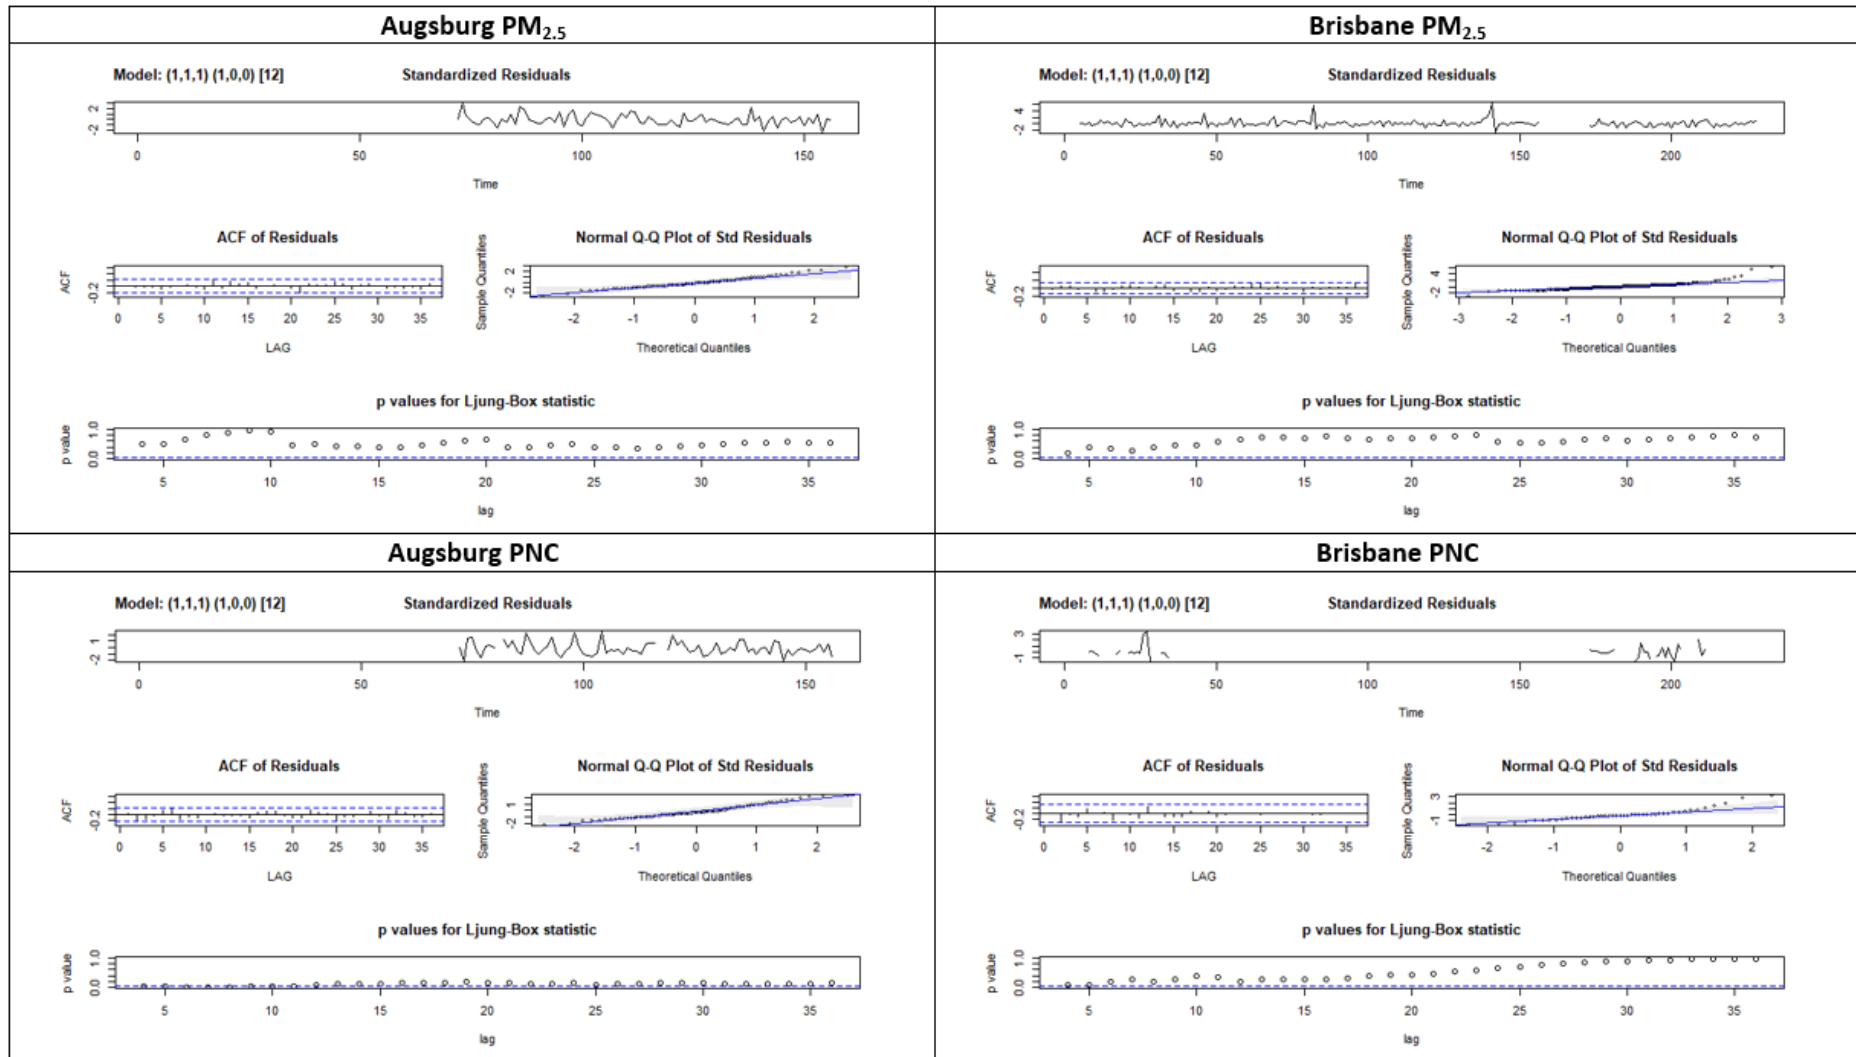 Augsburg PM2.5
Brisbane PM2.5
Model: (1,1,1) (1,0,0) [12] Standardized Residuals
2
-2
0 50 100 150
Time
ACF of Residuals
ACF
-0.2
0 5 10 15 20 25 30 35
LAG
Normal Q-Q Plot of Std Residuals
Sample Quantiles
2
-2
-2 -1 0 1 2
Theoretical Quantiles
p values for Ljung-Box statistic
p value
1.0
0.0
5 10 15 20 25 30 35
lag
Model: (1,1,1) (1,0,0) [12] Standardized Residuals
4
-2
0 50 100 150 200
Time
ACF of Residuals
ACF
-0.2
0 5 10 15 20 25 30 35
LAG
Normal Q-Q Plot of Std Residuals
Sample Quantiles
4
-2
-3 -2 -1 0 1 2 3
Theoretical Quantiles
p values for Ljung-Box statistic
p value
1.0
0.0
5 10 15 20 25 30 35
lag
Augsburg PNC
Brisbane PNC
Model: (1,1,1) (1,0,0) [12] Standardized Residuals
1
-2
0 50 100 150
Time
ACF of Residuals
ACF
-0.2
0 5 10 15 20 25 30 35
LAG
Normal Q-Q Plot of Std Residuals
Sample Quantiles
1
-2
-2 -1 0 1 2
Theoretical Quantiles
p values for Ljung-Box statistic
p value
1.0
0.0
5 10 15 20 25 30 35
lag
Model: (1,1,1) (1,0,0) [12] Standardized Residuals
3
-1
0 50 100 150 200
Time
ACF of Residuals
ACF
-0.2
0 5 10 15 20 25 30 35
LAG
Normal Q-Q Plot of Std Residuals
Sample Quantiles
3
-1
-2 -1 0 1 2
Theoretical Quantiles
p values for Ljung-Box statistic
p value
1.0
0.0
5 10 15 20 25 30 35
lag